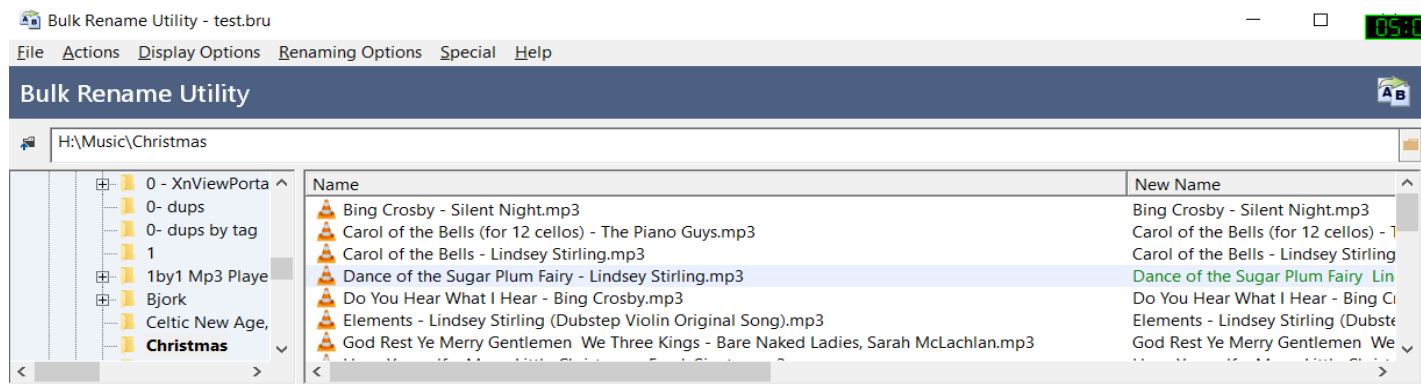 Bulk Rename Utility - test.bru
05:
File Actions Display Options Renaming Options Special Help
Bulk Rename Utility
H:\Music\Christmas
0 - XnViewPorta
0- dups
0- dups by tag
1
1by1 Mp3 Playe
Bjork
Celtic New Age,
Christmas
Name
Bing Crosby - Silent Night.mp3
Carol of the Bells (for 12 cellos) - The Piano Guys.mp3
Carol of the Bells - Lindsey Stirling.mp3
Dance of the Sugar Plum Fairy - Lindsey Stirling.mp3
Do You Hear What I Hear - Bing Crosby.mp3
Elements - Lindsey Stirling (Dubstep Violin Original Song).mp3
God Rest Ye Merry Gentlemen  We Three Kings - Bare Naked Ladies, Sarah McLachlan.mp3
New Name
Bing Crosby - Silent Night.mp3
Carol of the Bells (for 12 cellos) -
Carol of the Bells - Lindsey Stirling
Dance of the Sugar Plum Fairy  Lin
Do You Hear What I Hear - Bing C
Elements - Lindsey Stirling (Dubste
God Rest Ye Merry Gentlemen  We